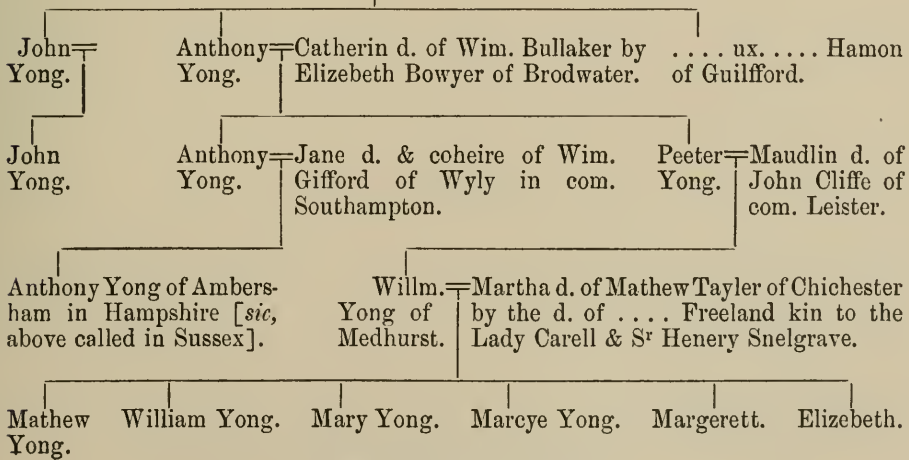 John Yong.
Anthony Yong.
Catherin d. of Wim. Bullaker by
Elizebeth Bowyer of Brodwater.
. . . . ux. . . . . Hamon
of Guilfford.
John
Yong.
Anthony
Yong.
Jane d. & coheire of Wim.
Gifford of Wyly in com.
Southampton.
Peeter
Yong.
Maudlin d. of
John Cliffe of
com. Leister.
Anthony Yong of Ambers-
ham in Hampshire [sic,
above called in Sussex].
Willm.
Yong of
Medhurst.
Martha d. of Mathew Tayler of Chichester
by the d. of . . . . Freeland kin to the
Lady Carell & Sr Henery Snelgrave.
Mathew
Yong.
William Yong.
Mary Yong.
Marcye Yong.
Margerett.
Elizebeth.